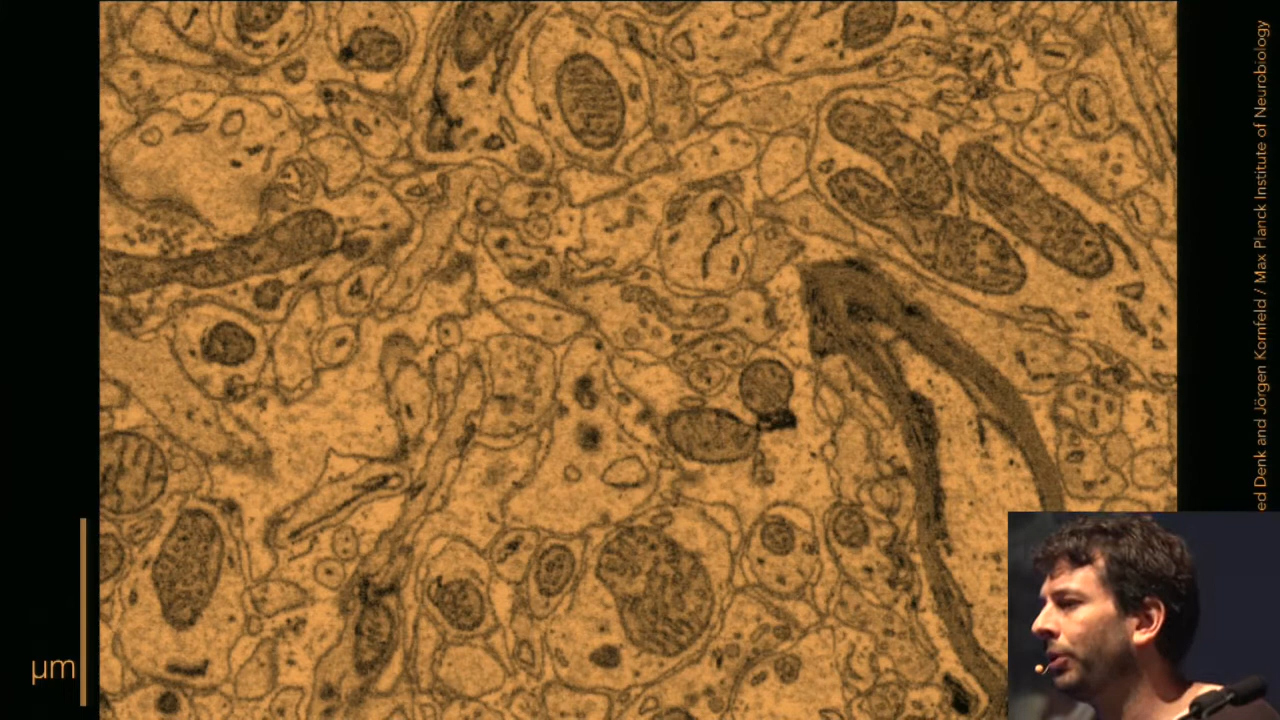 µm
ed Denk and Jörgen Kornfeld / Max Planck Institute of Neurobiology